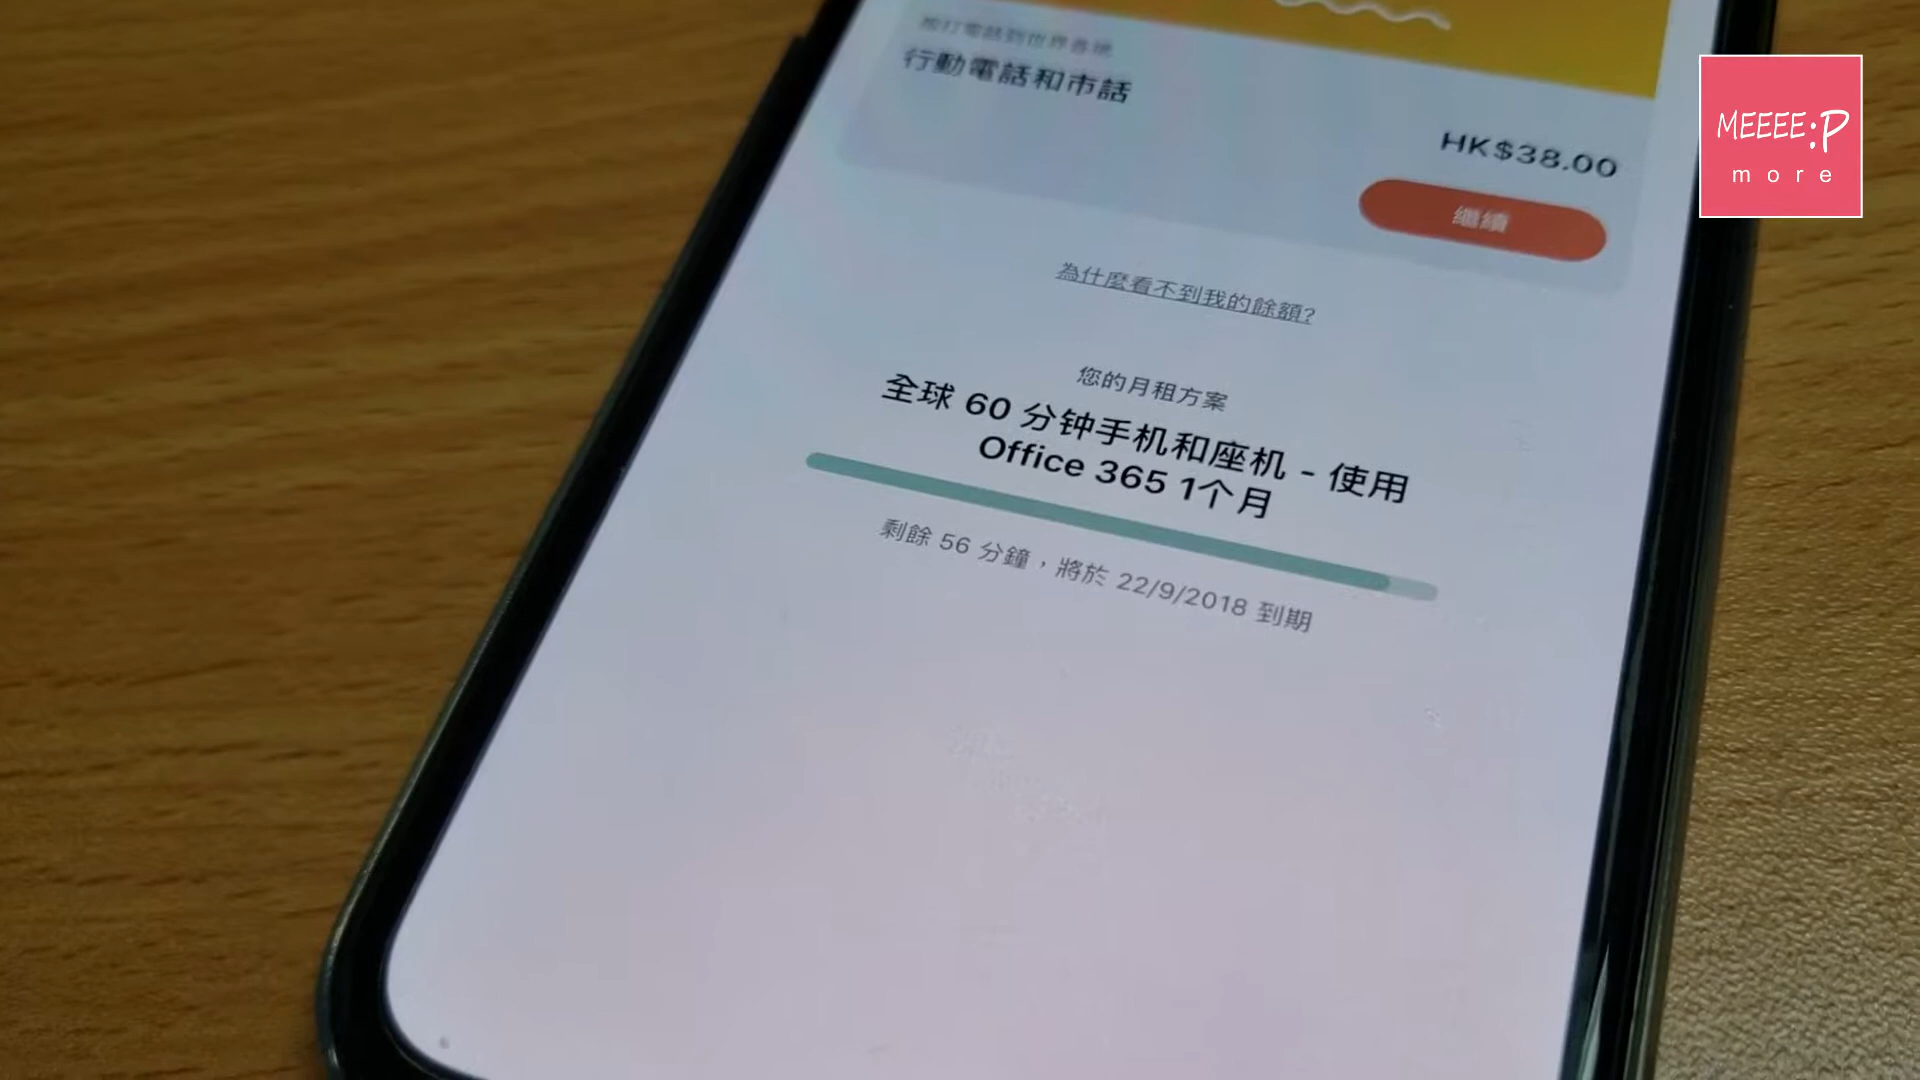 撥打電話到世界各地
行動電話和市話
HK$38.00
繼續
為什麼看不到我的餘額?
您的月租方案
全球 60 分钟手机和座机 - 使用
Office 365 1个月
剩餘 56 分鐘，將於 22/9/2018 到期
MEEEE:P
more